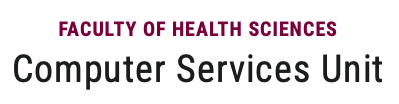 FACULTY OF HEALTH SCIENCES
Computer Services Unit